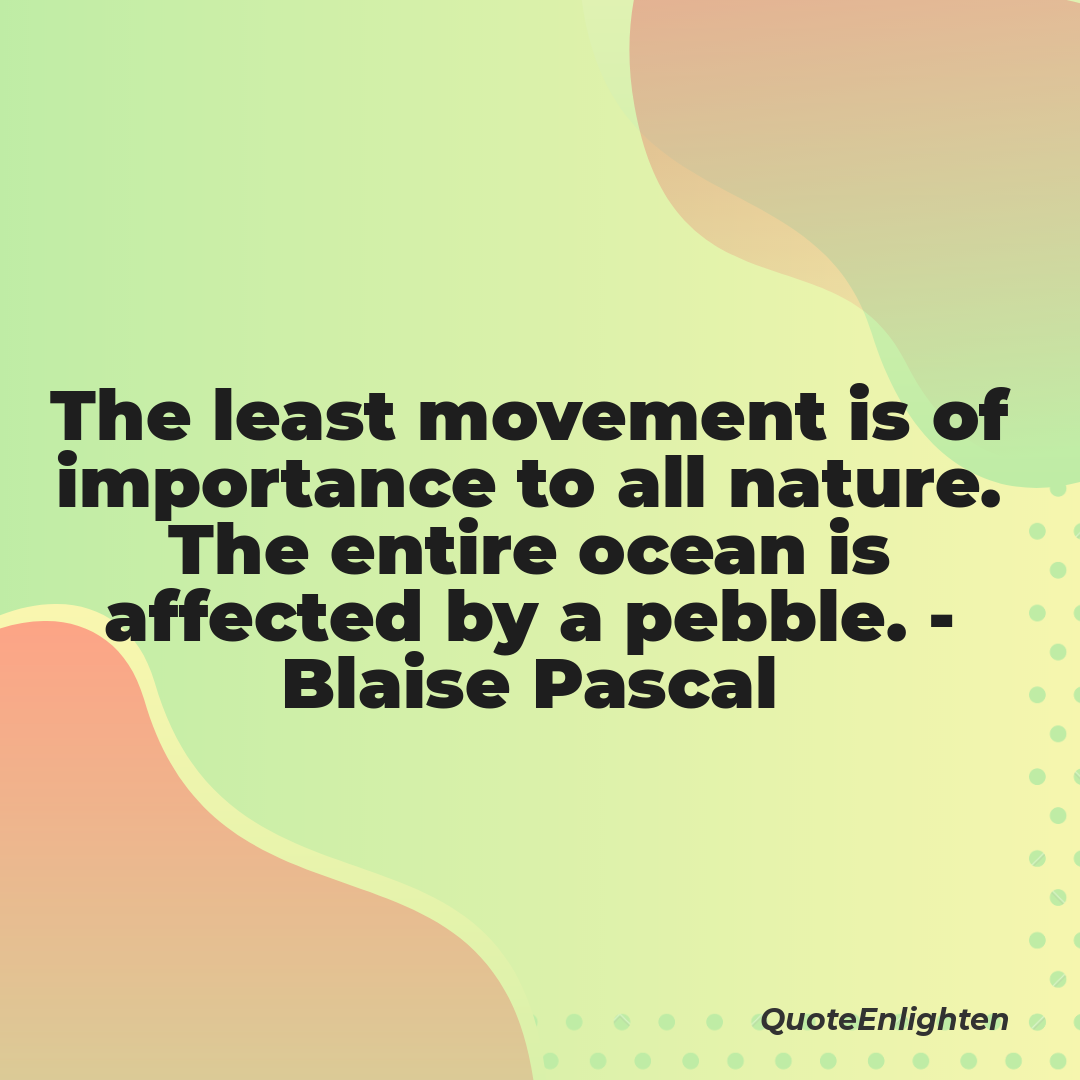 The least movement is of
importance to all nature.
The entire ocean is
affected by a pebble. -
Blaise Pascal
QuoteEnlighten